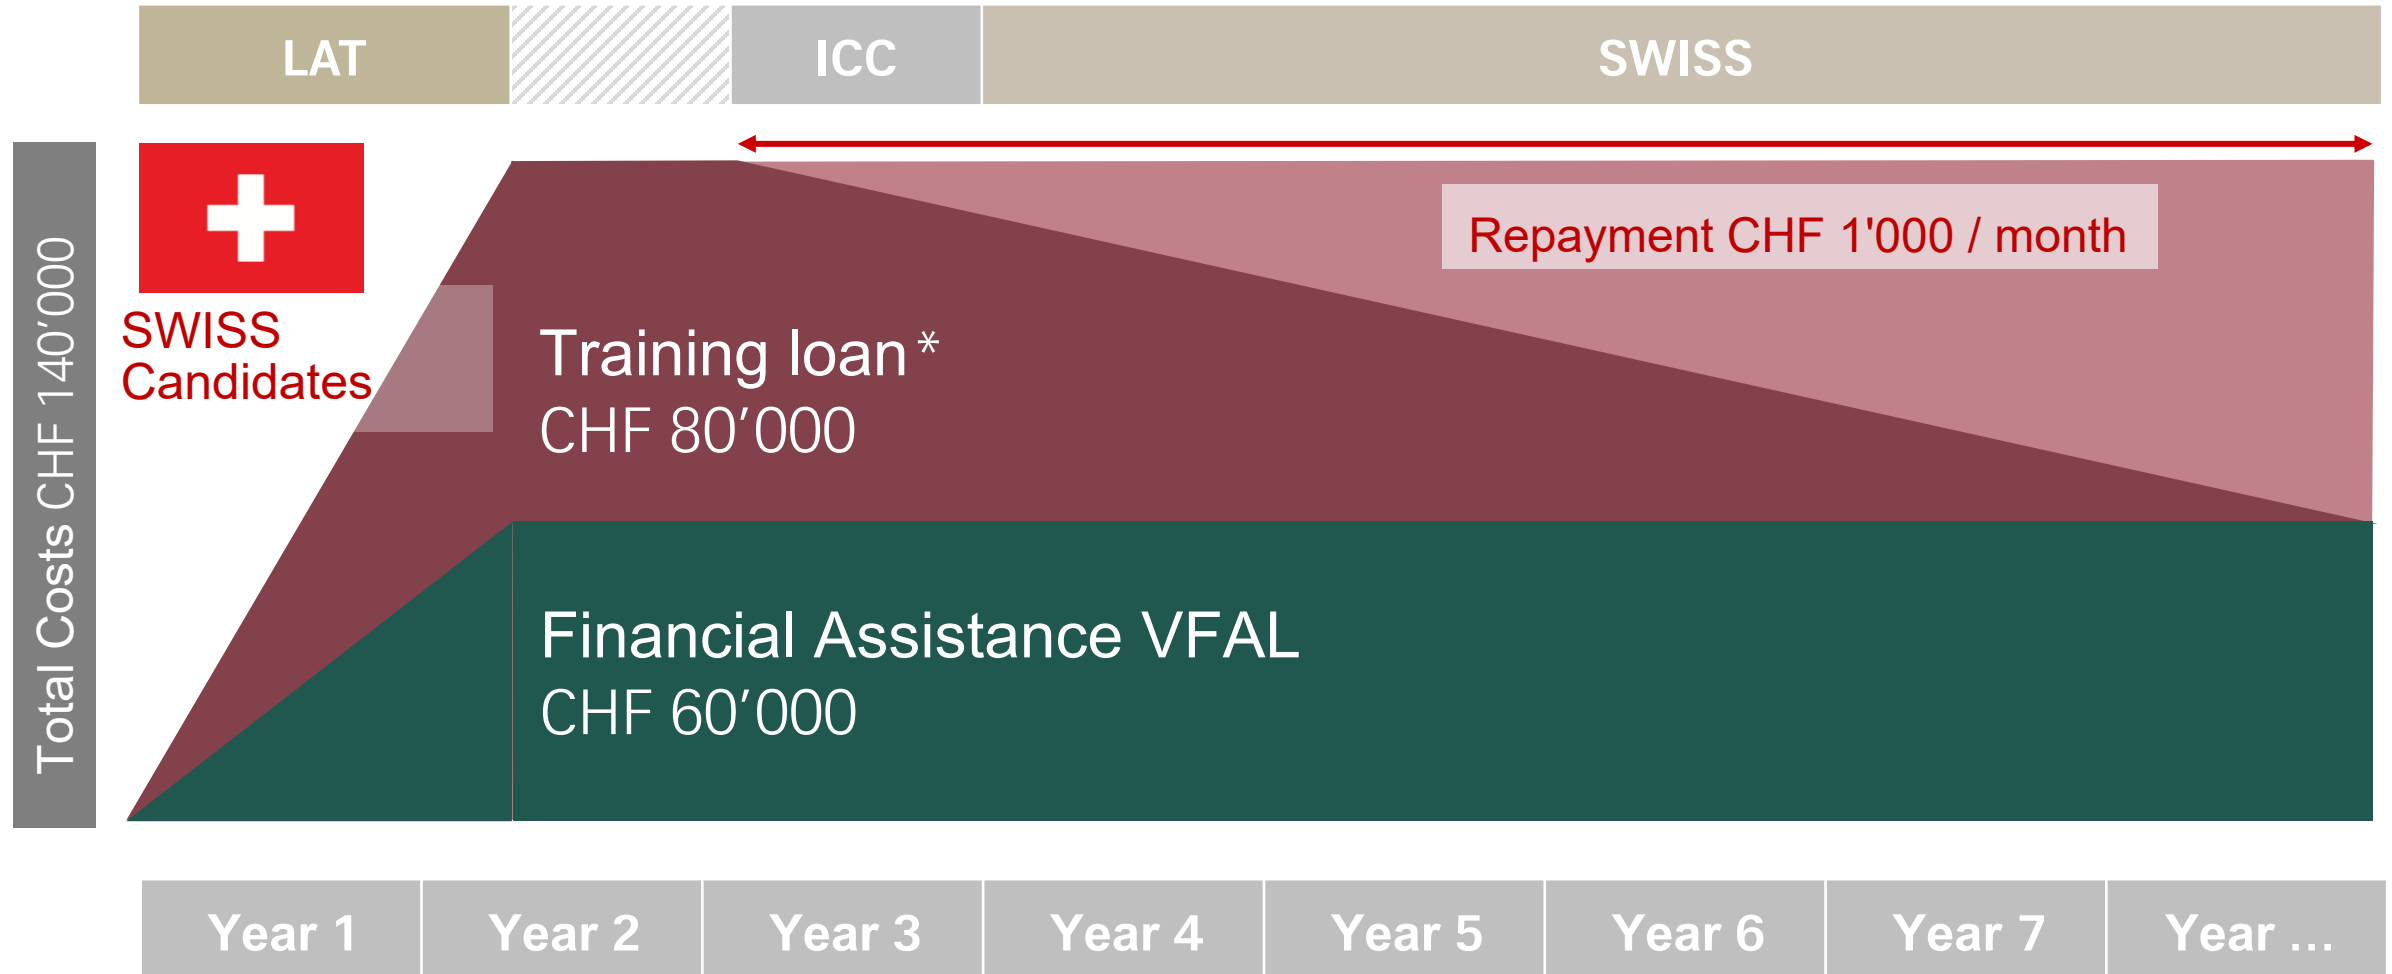 LAT
ICC
SWISS
Total Costs CHF 140’000
SWISS
Candidates
Repayment CHF 1'000 / month
Training loan*
CHF 80’000
Financial Assistance VFAL
CHF 60’000
Year 1
Year 2
Year 3
Year 4
Year 5
Year 6
Year 7
Year …